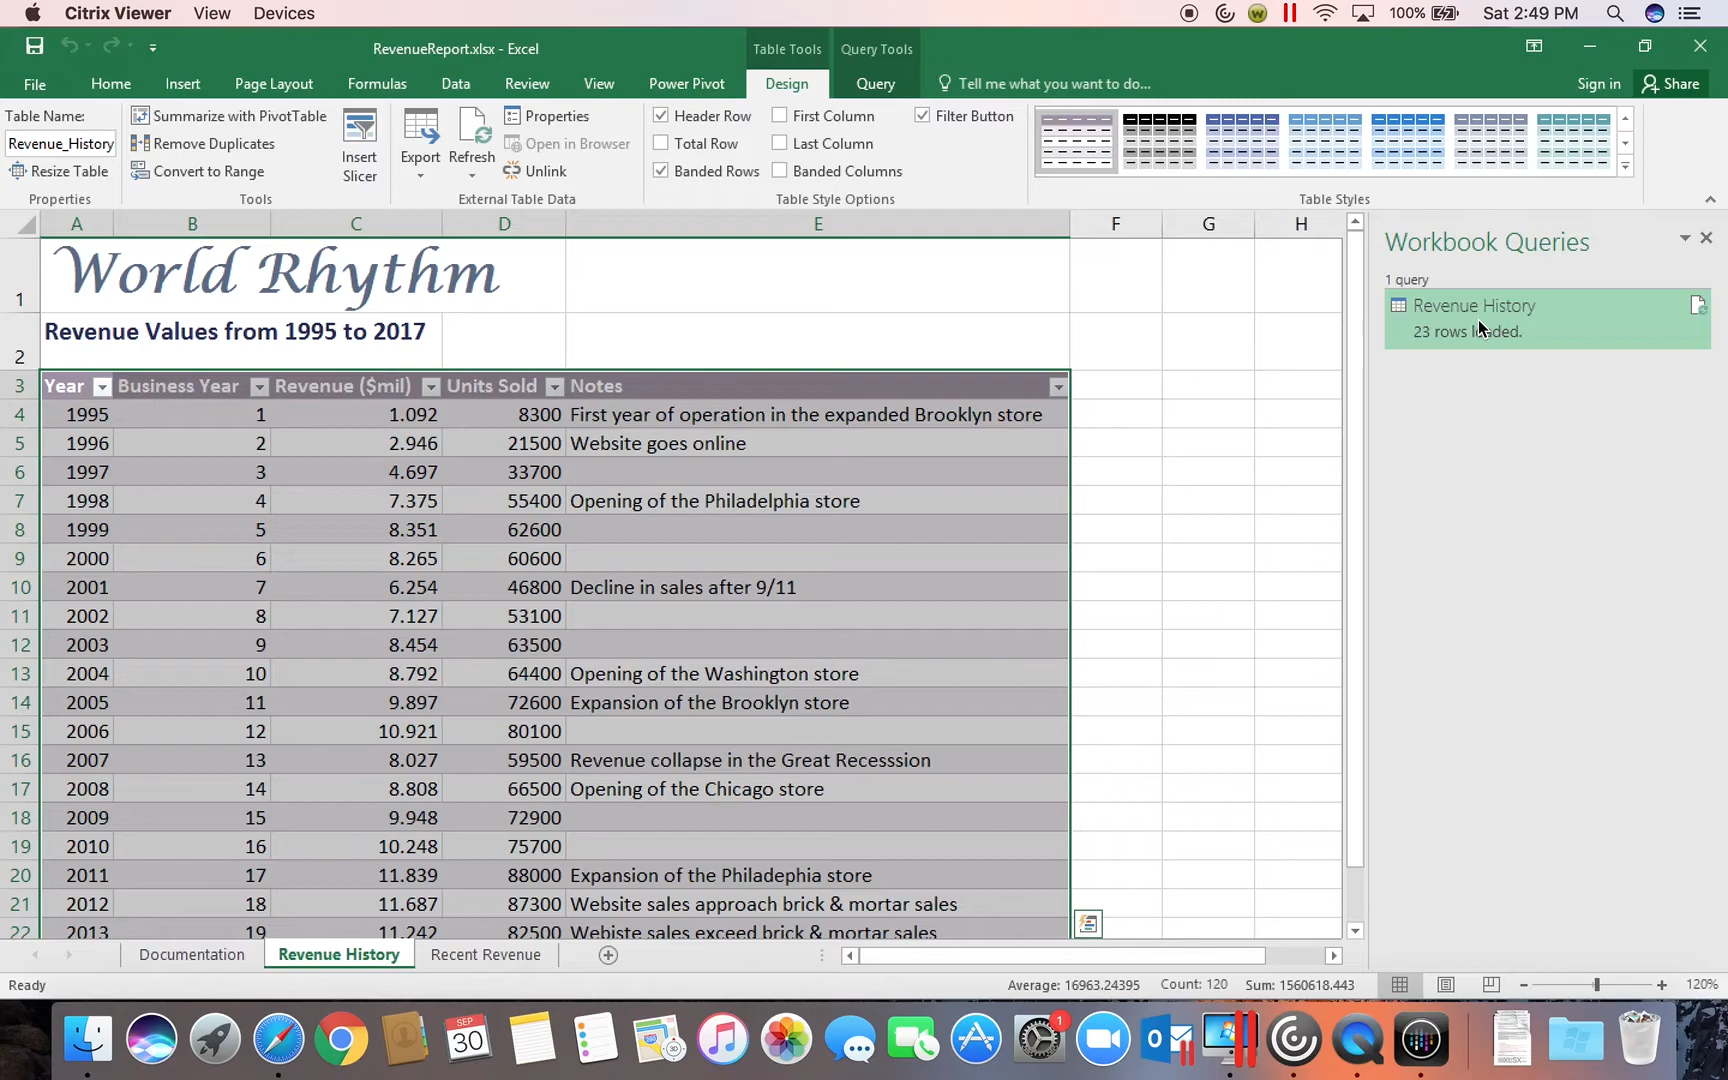 Citrix Viewer View Devices 100% Sat 2:49 PM
RevenueReport.xlsx - Excel Table Tools Query Tools
File Home Insert Page Layout Formulas Data Review View Power Pivot Design Query Tell me what you want to do... Sign in Share
Table Name: Summarize with PivotTable Properties Header Row First Column Filter Button
Revenue_History Remove Duplicates Insert Slicer Export Refresh Open in Browser Total Row Last Column
Resize Table Convert to Range Unlink Banded Rows Banded Columns
Properties Tools External Table Data Table Style Options Table Styles
A B C D E F G H
Workbook Queries
1 query
Revenue History
23 rows loaded.
1 World Rhythm
2 Revenue Values from 1995 to 2017
3 Year Business Year Revenue ($mil) Units Sold Notes
4 1995 1 1.092 8300 First year of operation in the expanded Brooklyn store
5 1996 2 2.946 21500 Website goes online
6 1997 3 4.697 33700
7 1998 4 7.375 55400 Opening of the Philadelphia store
8 1999 5 8.351 62600
9 2000 6 8.265 60600
10 2001 7 6.254 46800 Decline in sales after 9/11
11 2002 8 7.127 53100
12 2003 9 8.454 63500
13 2004 10 8.792 64400 Opening of the Washington store
14 2005 11 9.897 72600 Expansion of the Brooklyn store
15 2006 12 10.921 80100
16 2007 13 8.027 59500 Revenue collapse in the Great Recesssion
17 2008 14 8.808 66500 Opening of the Chicago store
18 2009 15 9.948 72900
19 2010 16 10.248 75700
20 2011 17 11.839 88000 Expansion of the Philadephia store
21 2012 18 11.687 87300 Website sales approach brick & mortar sales
22 2013 19 11.242 82500 Webiste sales exceed brick & mortar sales
Documentation Revenue History Recent Revenue
Ready Average: 16963.24395 Count: 120 Sum: 1560618.443 120%
SEP
30
3D
1
XLSX